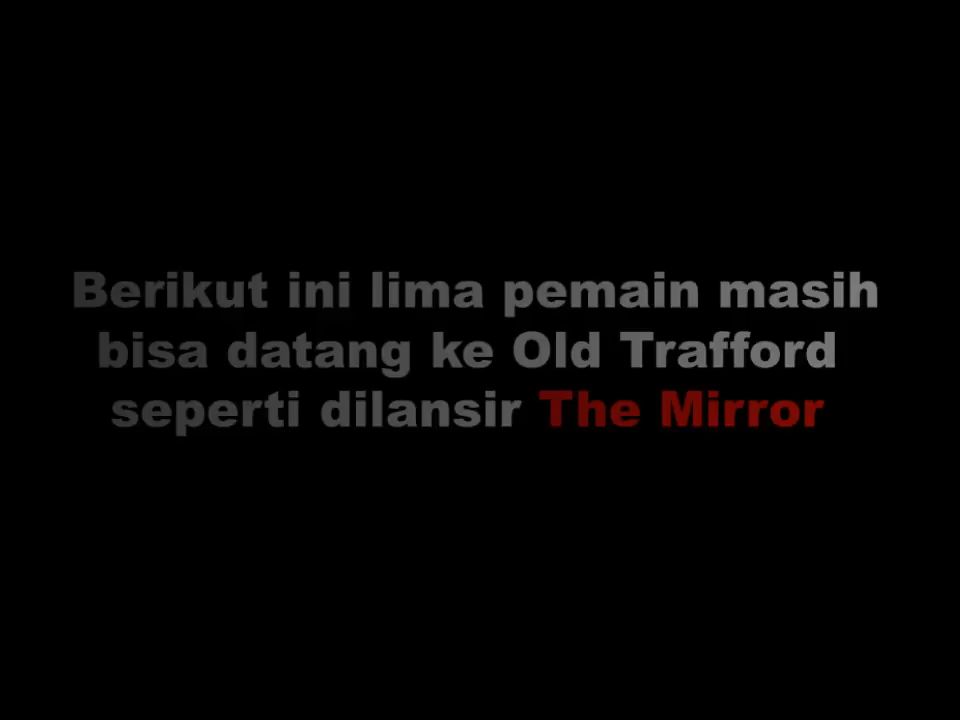 Berikut ini lima pemain masih
bisa datang ke Old Trafford
seperti dilansir The Mirror